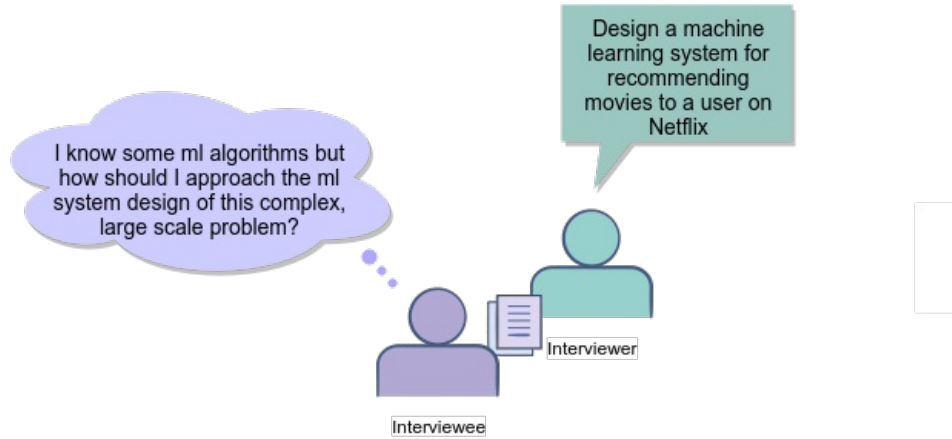 Design a machine
learning system for
recommending
movies to a user on
Netflix
I know some ml algorithms but
how should I approach the ml
system design of this complex,
large scale problem?
Interviewer
Interviewee